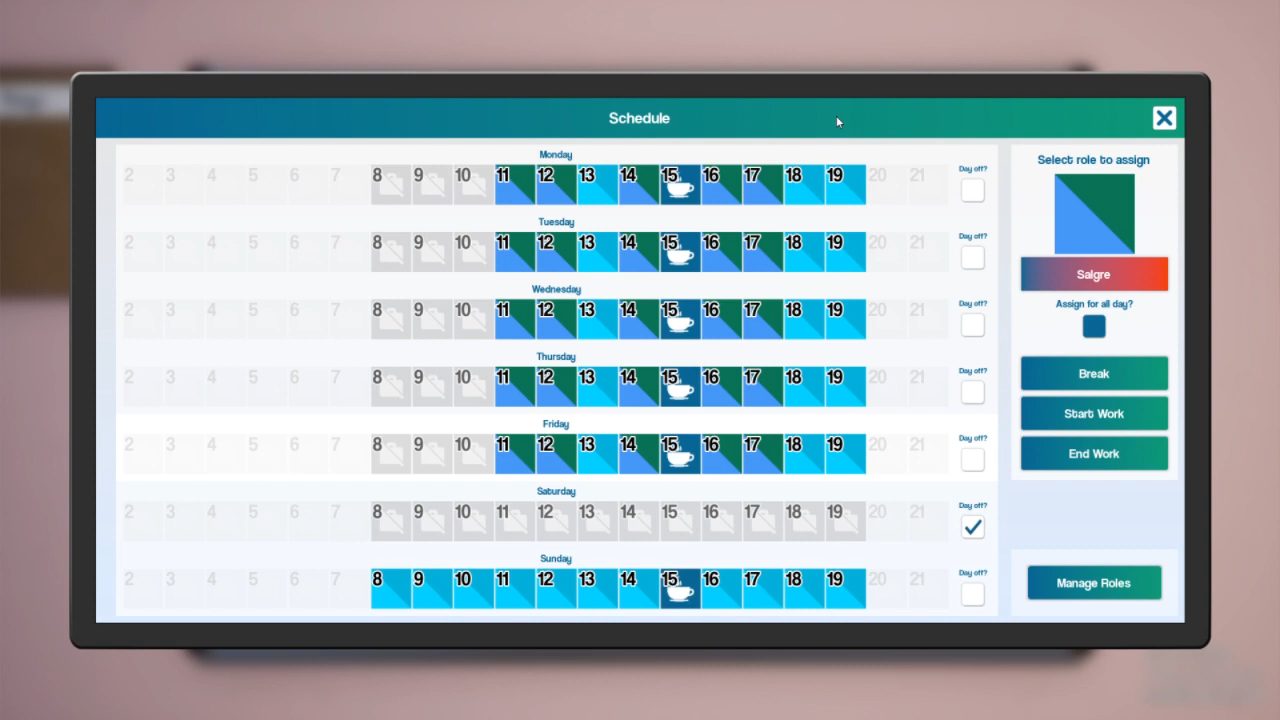 Schedule
Monday
2 3 4 5 6 7 8 9 10 11 12 13 14 15 16 17 18 19 20 21
Day off?
Tuesday
2 3 4 5 6 7 8 9 10 11 12 13 14 15 16 17 18 19 20 21
Day off?
Wednesday
2 3 4 5 6 7 8 9 10 11 12 13 14 15 16 17 18 19 20 21
Day off?
Thursday
2 3 4 5 6 7 8 9 10 11 12 13 14 15 16 17 18 19 20 21
Day off?
Friday
2 3 4 5 6 7 8 9 10 11 12 13 14 15 16 17 18 19 20 21
Day off?
Saturday
2 3 4 5 6 7 8 9 10 11 12 13 14 15 16 17 18 19 20 21
Day off?
Sunday
2 3 4 5 6 7 8 9 10 11 12 13 14 15 16 17 18 19 20 21
Day off?
Select role to assign
Salgre
Assign for all day?
Break
Start Work
End Work
Manage Roles